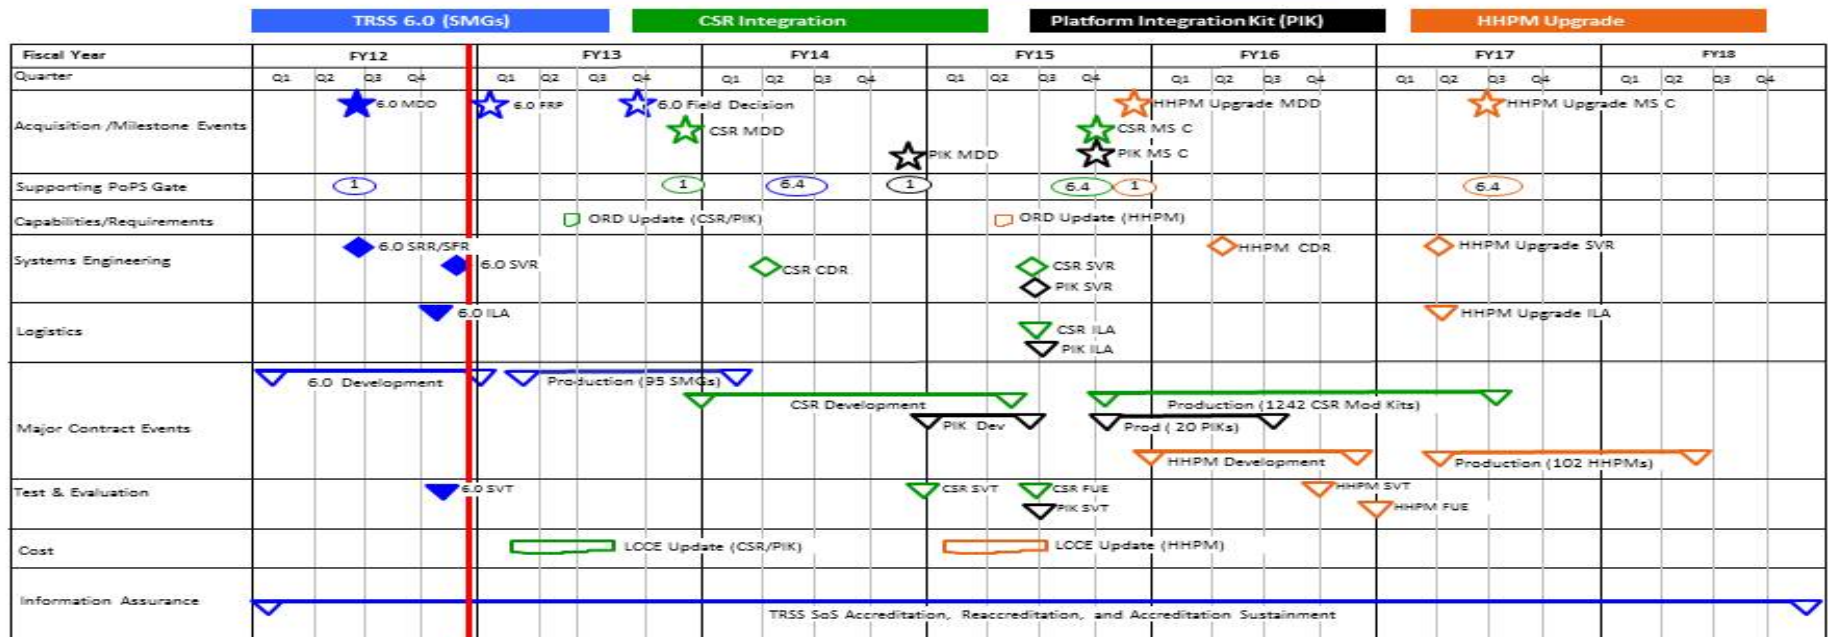 TRSS 6.0 (SMGs) CSR Integration Platform Integration Kit (PIK) HHPM Upgrade
Fiscal Year FY12 FY13 FY14 FY15 FY16 FY17 FY18
Quarter Q1 Q2 Q3 Q4 Q1 Q2 Q3 Q4 Q1 Q2 Q3 Q4 Q1 Q2 Q3 Q4 Q1 Q2 Q3 Q4 Q1 Q2 Q3 Q4 Q1 Q2 Q3 Q4
6.0 MDD 6.0 FRP 6.0 Field Decision HHPM Upgrade MDD HHPM Upgrade MS C
Acquisition /Milestone Events CSR MDD CSR MS C
PIK MDD PIK MS C
Supporting PoPS Gate 1 1 6.4 1 6.4 1 6.4
Capabilities/Requirements ORD Update (CSR/PIK) ORD Update (HHPM)
6.0 SRR/SFR HHPM CDR HHPM Upgrade SVR
Systems Engineering 6.0 SVR CSR CDR CSR SVR
PIK SVR
6.0 ILA HHPM Upgrade ILA
Logistics CSR ILA
PIK ILA
6.0 Development Production (95 SMGs)
CSR Development Production (1242 CSR Mod Kits)
Major Contract Events PIK Dev Prod ( 20 PIKs)
HHPM Development Production (102 HHPMs)
Test & Evaluation 6.0 SVT CSR SVT CSR FUE HHPM SVT
PIK SVT HHPM FUE
Cost LCCE Update (CSR/PIK) LCCE Update (HHPM)
Information Assurance
TRSS SoS Accreditation, Reaccreditation, and Accreditation Sustainment